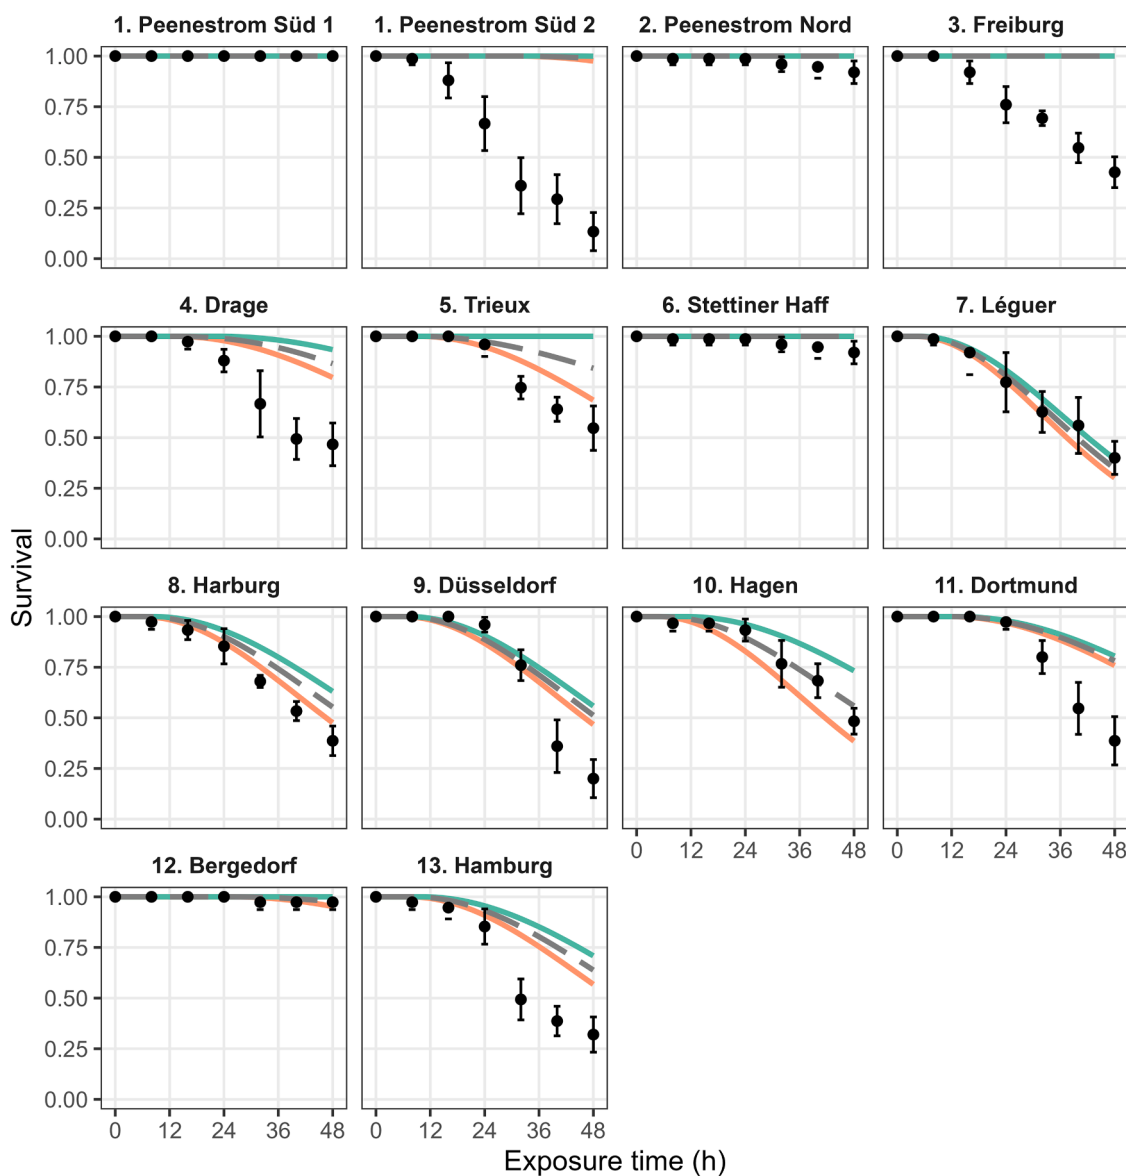 1. Peenestrom Süd 1 1. Peenestrom Süd 2 2. Peenestrom Nord 3. Freiburg
1.00
0.75
0.50
0.25
0.00
4. Drage 5. Trieux 6. Stettiner Haff 7. Léguer
1.00
0.75
0.50
0.25
0.00
Survival
8. Harburg 9. Düsseldorf 10. Hagen 11. Dortmund
1.00
0.75
0.50
0.25
0.00
0 12 24 36 48 0 12 24 36 48
12. Bergedorf 13. Hamburg
1.00
0.75
0.50
0.25
0.00
0 12 24 36 48 0 12 24 36 48
Exposure time (h)